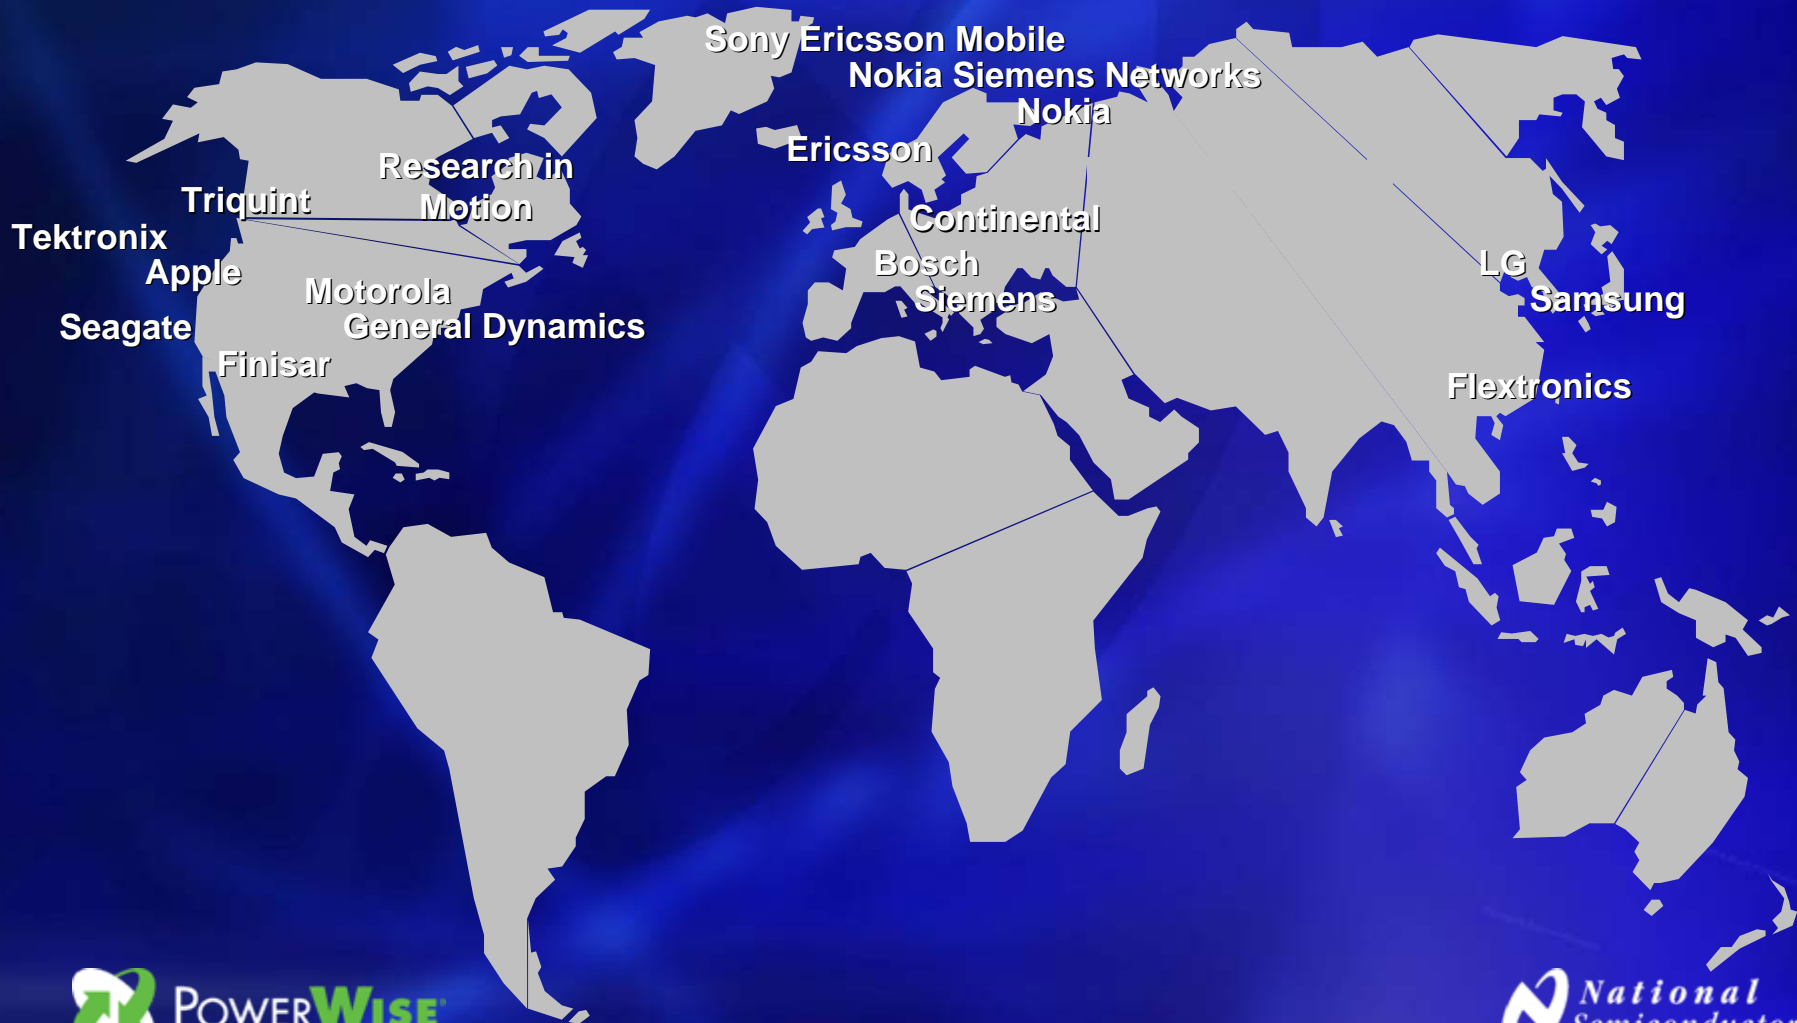 Sony Ericsson Mobile
Nokia Siemens Networks
Nokia
Ericsson
Research in
Motion
Triquint
Continental
Tektronix
Apple
Bosch
LG
Motorola
Siemens
Samsung
Seagate
General Dynamics
Finisar
Flextronics
POWERWISE®
National
Semiconductor